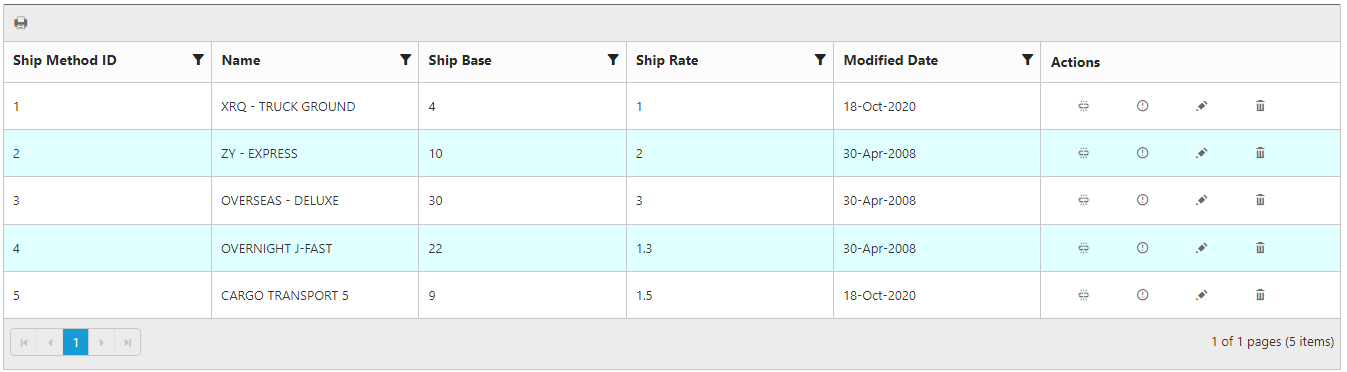 Ship Method ID Name Ship Base Ship Rate Modified Date Actions
1 XRQ - TRUCK GROUND 4 1 18-Oct-2020
2 ZY - EXPRESS 10 2 30-Apr-2008
3 OVERSEAS - DELUXE 30 3 30-Apr-2008
4 OVERNIGHT J-FAST 22 1.3 30-Apr-2008
5 CARGO TRANSPORT 5 9 1.5 18-Oct-2020
1 1 of 1 pages (5 items)